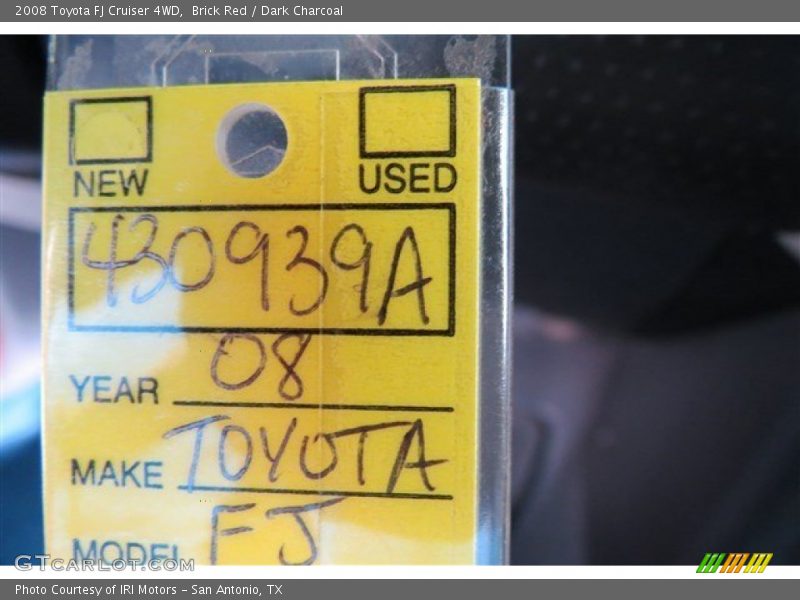 2008 Toyota FJ Cruiser 4WD, Brick Red / Dark Charcoal
NEW USED
430939A
YEAR 08
MAKE TOYOTA
MODEL FJ
GTcarlot.com
Photo Courtesy of IRI Motors - San Antonio, TX